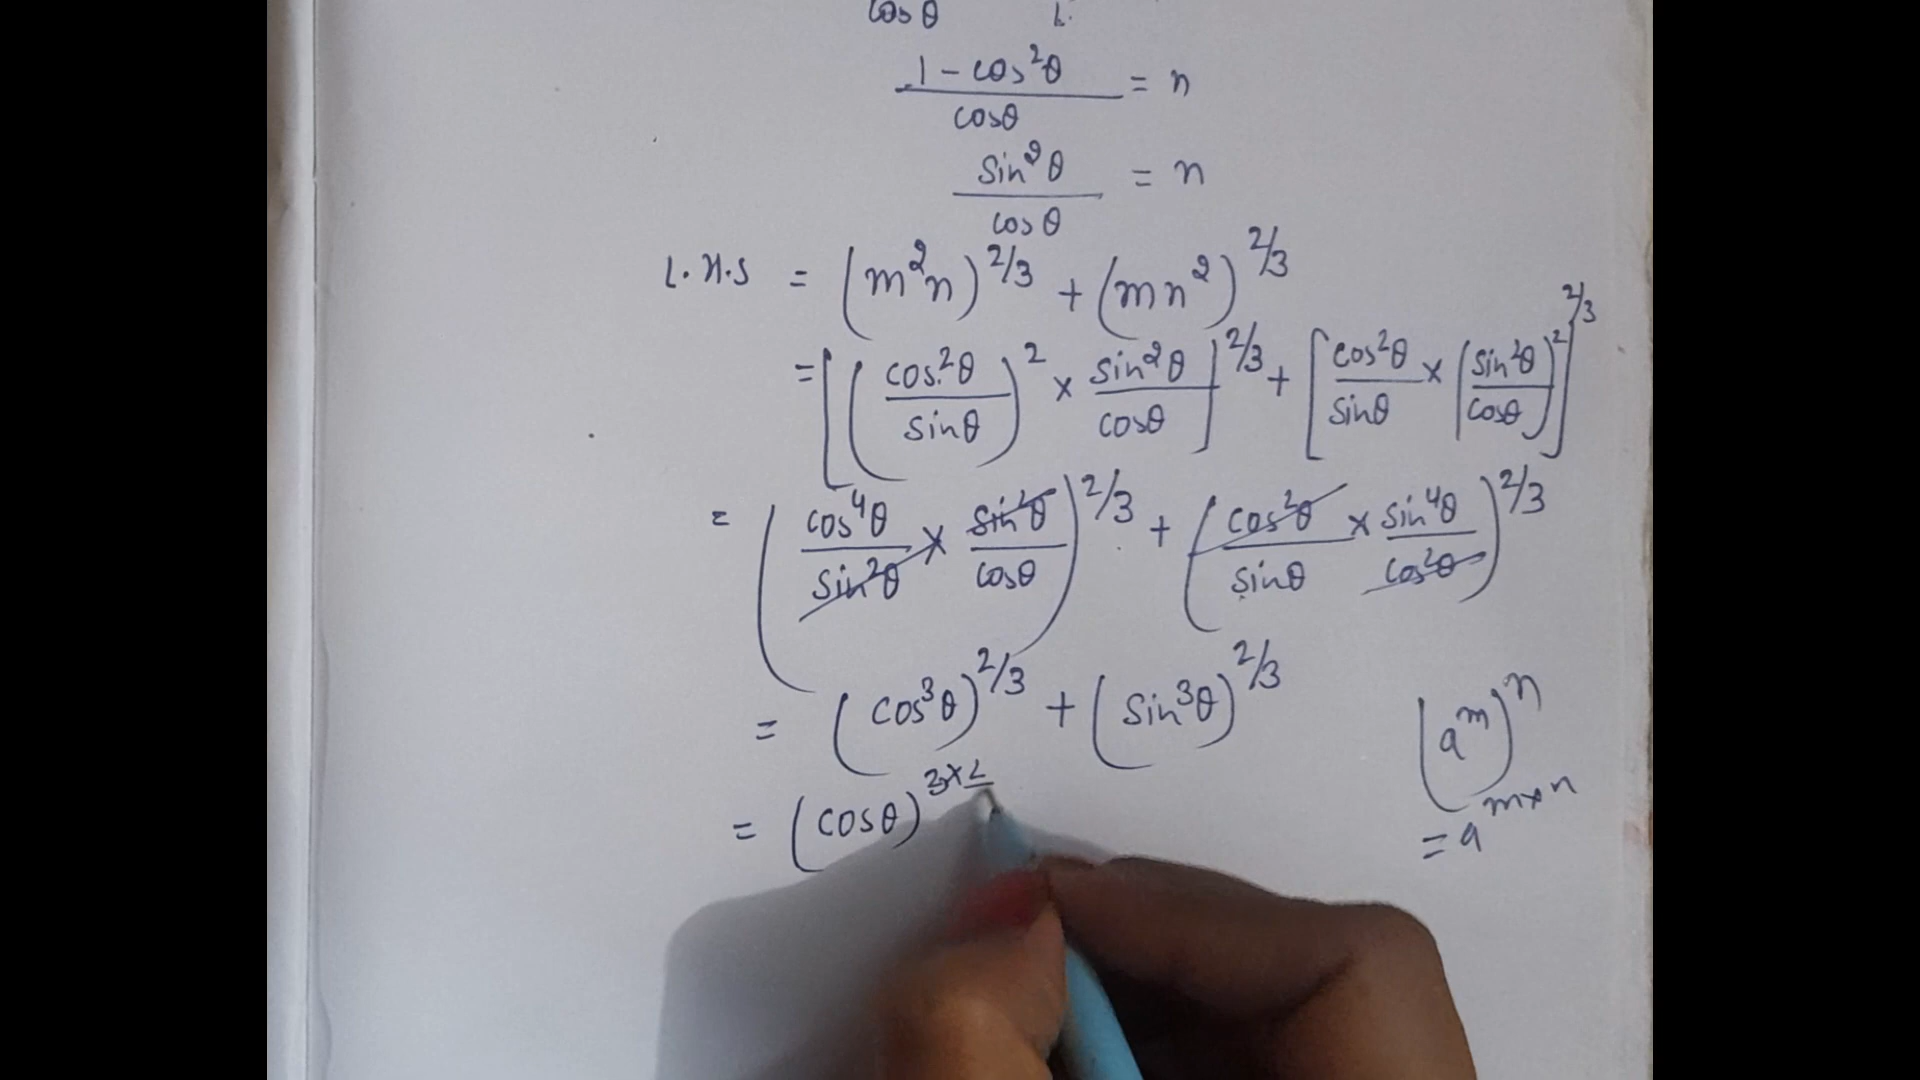 cos θ
1 - cos²θ / cosθ = n
sin²θ / cos θ = n
L.H.S = (m²n)^2/3 + (mn²)^2/3
= [(cos²θ / sinθ)² × sin²θ / cosθ]^2/3 + [cos²θ / sinθ × (sin²θ / cosθ)²]^2/3
= (cos⁴θ / sin²θ × sin²θ / cosθ)^2/3 + (cos²θ / sinθ × sin⁴θ / cos²θ)^2/3
= (cos³θ)^2/3 + (sin³θ)^2/3
= (cosθ)^3×2
(a^m)^n
= a^m×n